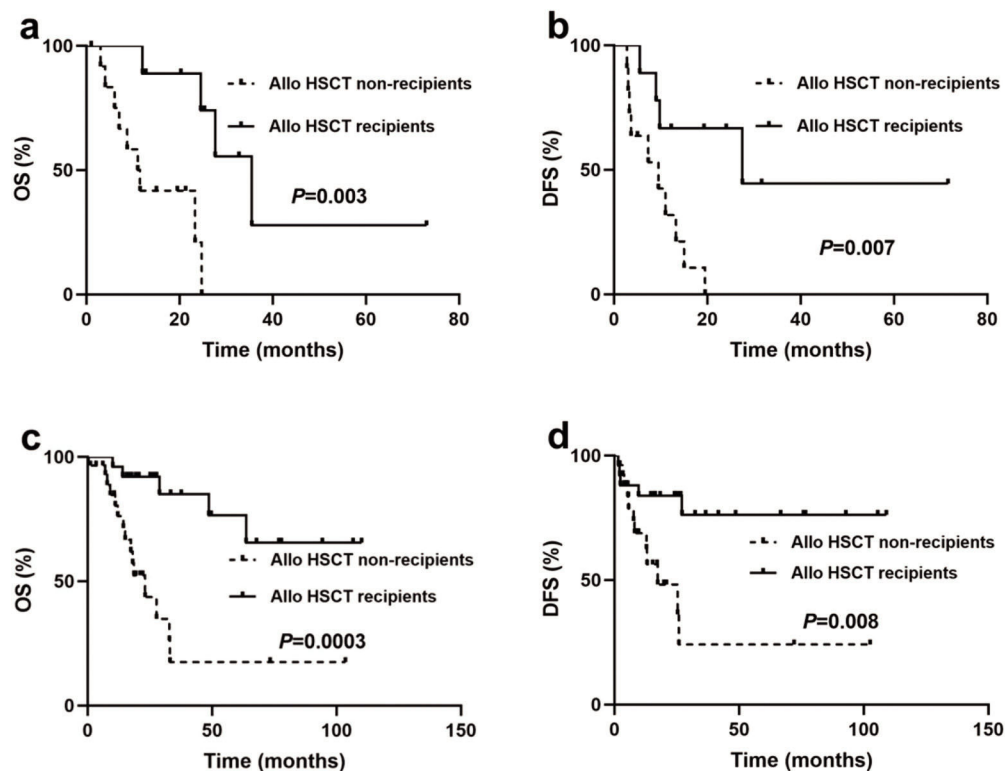 a
100
50
0
OS (%)
Allo HSCT non-recipients
Allo HSCT recipients
P=0.003
0 20 40 60 80
Time (months)
b
100
50
0
DFS (%)
Allo HSCT non-recipients
Allo HSCT recipients
P=0.007
0 20 40 60 80
Time (months)
c
100
50
0
OS (%)
Allo HSCT non-recipients
Allo HSCT recipients
P=0.0003
0 50 100 150
Time (months)
d
100
50
0
DFS (%)
Allo HSCT non-recipients
Allo HSCT recipients
P=0.008
0 50 100 150
Time (months)